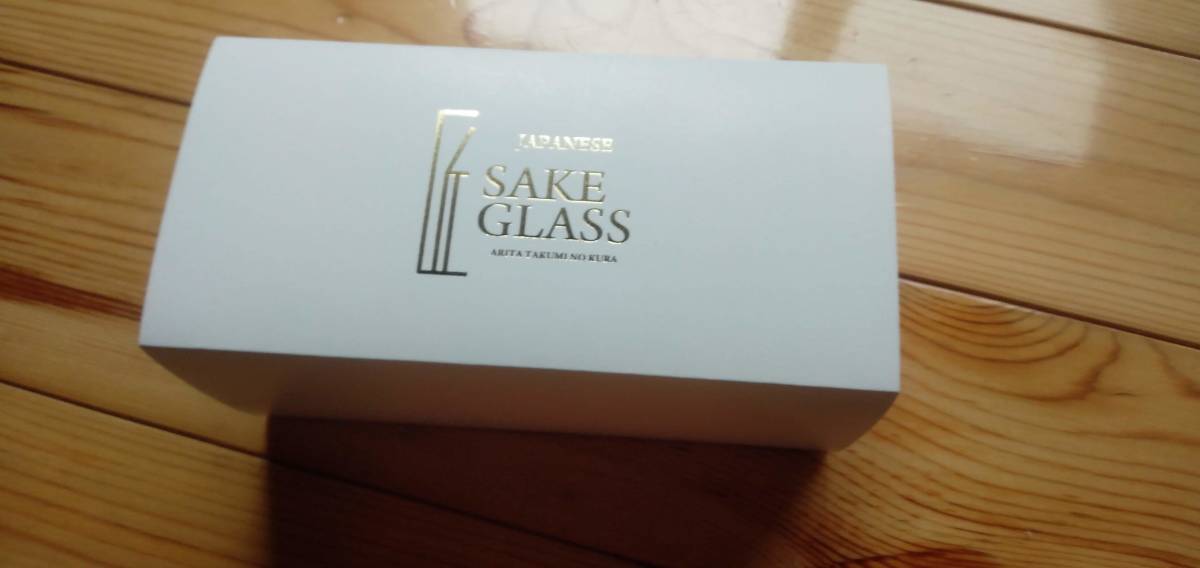 JAPANESE
SAKE
GLASS
ARITA TAKUMI NO KURA